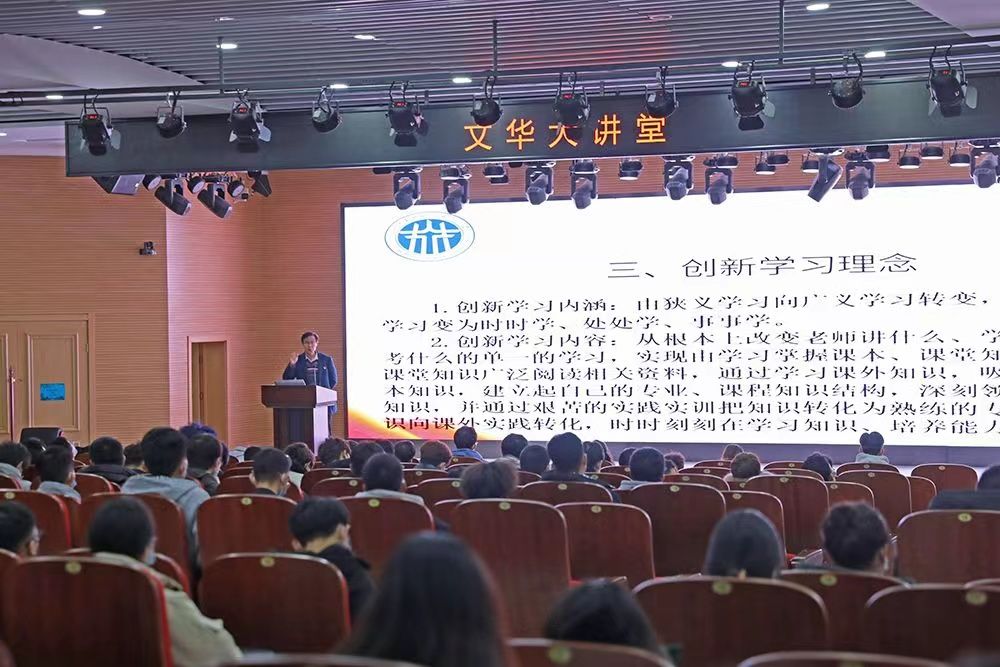 文华大讲堂
三、创新学习理念
1. 创新学习内涵：由狭义学习向广义学习转变，
学习变为时时学、处处学、事事学。
2. 创新学习内容：从根本上改变老师讲什么、学
考什么的单一的学习，实现由学习掌握课本、课堂知
课堂知识广泛阅读相关资料，通过学习课外知识，吸
本知识，建立起自己的专业、课程知识结构，深刻领
知识，并通过艰苦的实践实训把知识转化为熟练的专
识向课外实践转化，时时刻刻在学习知识、培养能力